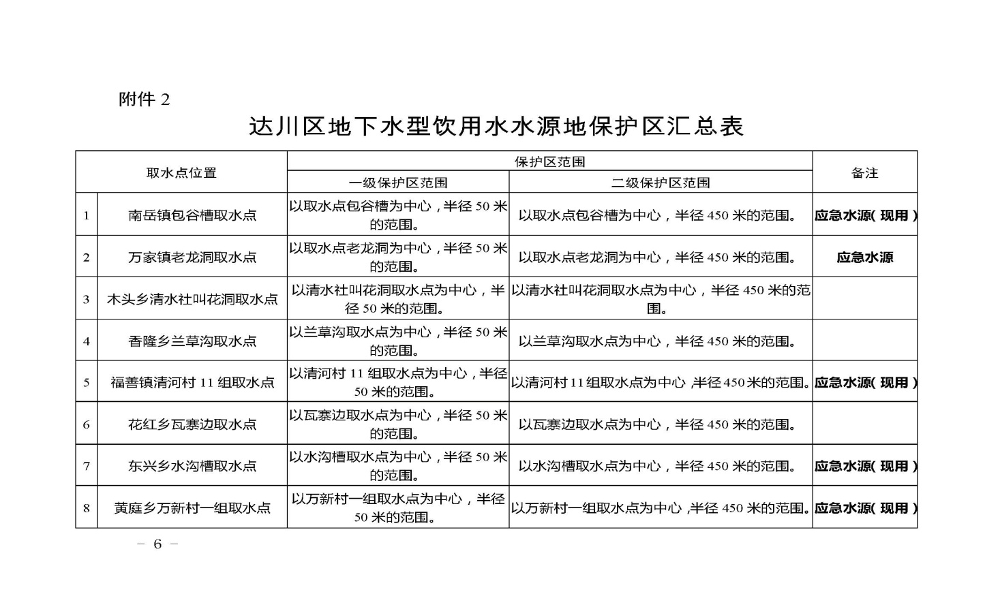 附件 2
达川区地下水型饮用水水源地保护区汇总表
取水点位置
保护区范围
备注
一级保护区范围
二级保护区范围
1
南岳镇包谷槽取水点
以取水点包谷槽为中心，半径 50 米
的范围。
以取水点包谷槽为中心，半径 450 米的范围。
应急水源（现用）
2
万家镇老龙洞取水点
以取水点老龙洞为中心，半径 50 米
的范围。
以取水点老龙洞为中心，半径 450 米的范围。
应急水源
3
木头乡清水社叫花洞取水点
以清水社叫花洞取水点为中心，半
径 50 米的范围。
以清水社叫花洞取水点为中心，半径 450 米的范
围。
4
香隆乡兰草沟取水点
以兰草沟取水点为中心，半径 50 米
的范围。
以兰草沟取水点为中心，半径 450 米的范围。
5
福善镇清河村 11 组取水点
以清河村 11 组取水点为中心，半径
50 米的范围。
以清河村 11 组取水点为中心，半径 450 米的范围。
应急水源（现用）
6
花红乡瓦寨边取水点
以瓦寨边取水点为中心，半径 50 米
的范围。
以瓦寨边取水点为中心，半径 450 米的范围。
7
东兴乡水沟槽取水点
以水沟槽取水点为中心，半径 50 米
的范围。
以水沟槽取水点为中心，半径 450 米的范围。
应急水源（现用）
8
黄庭乡万新村一组取水点
以万新村一组取水点为中心，半径
50 米的范围。
以万新村一组取水点为中心，半径 450 米的范围。
应急水源（现用）
－ 6 －